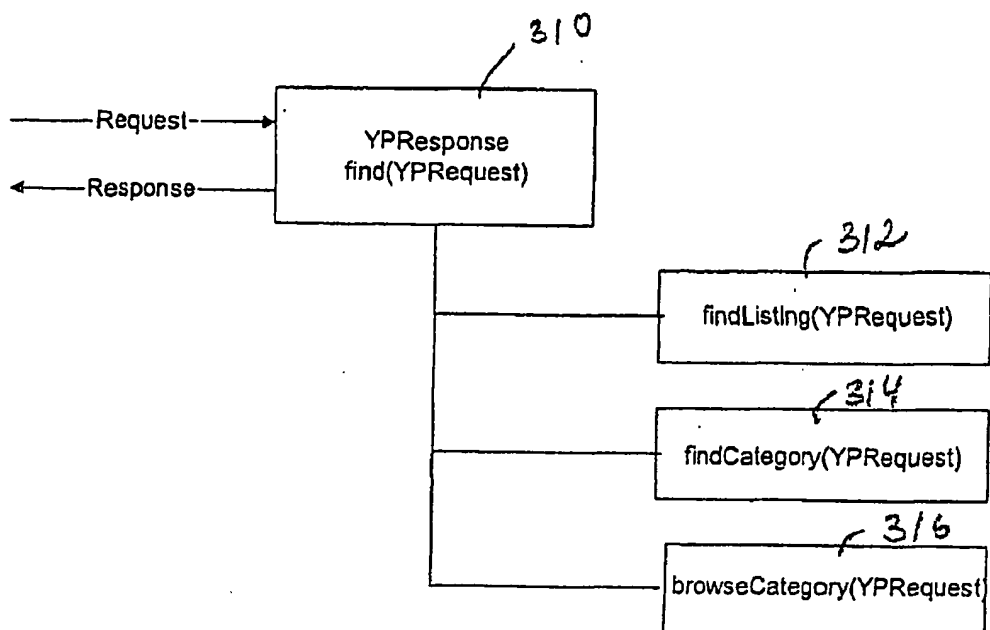 310
Request
YPResponse
find(YPRequest)
Response
312
findListing(YPRequest)
314
findCategory(YPRequest)
316
browseCategory(YPRequest)